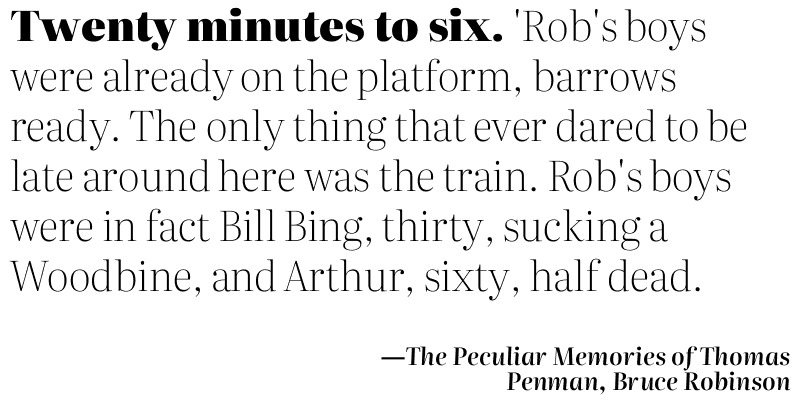 Twenty minutes to six. 'Rob's boys
were already on the platform, barrows
ready. The only thing that ever dared to be
late around here was the train. Rob's boys
were in fact Bill Bing, thirty, sucking a
Woodbine, and Arthur, sixty, half dead.
—The Peculiar Memories of Thomas
Penman, Bruce Robinson